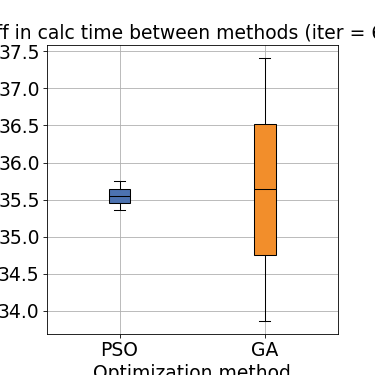 in calc time between methods (iter =
37.5
37.0
36.5
36.0
35.5
35.0
34.5
34.0
PSO GA
Optimization method